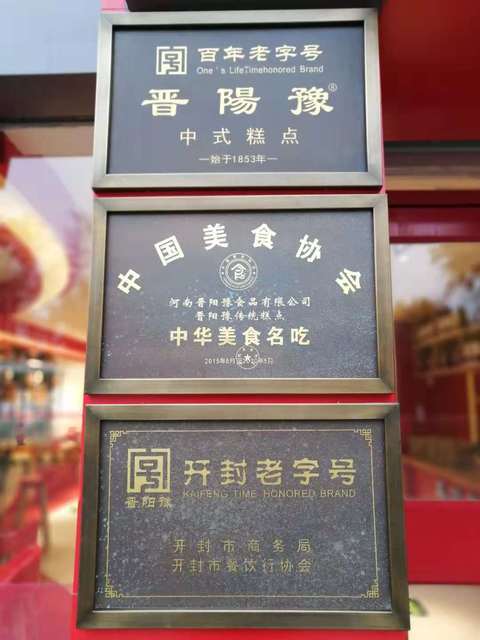 百年老字号
One's LifeTimehonored Brand
晋陽豫®
中式糕点
—始于1853年—
中国美食协会
食
河南晋阳豫食品有限公司
晋阳豫传统糕点
中华美食名吃
开封老字号
KAIFENG TIME HONORED BRAND
晋阳豫
开封市商务局
开封市餐饮行协会